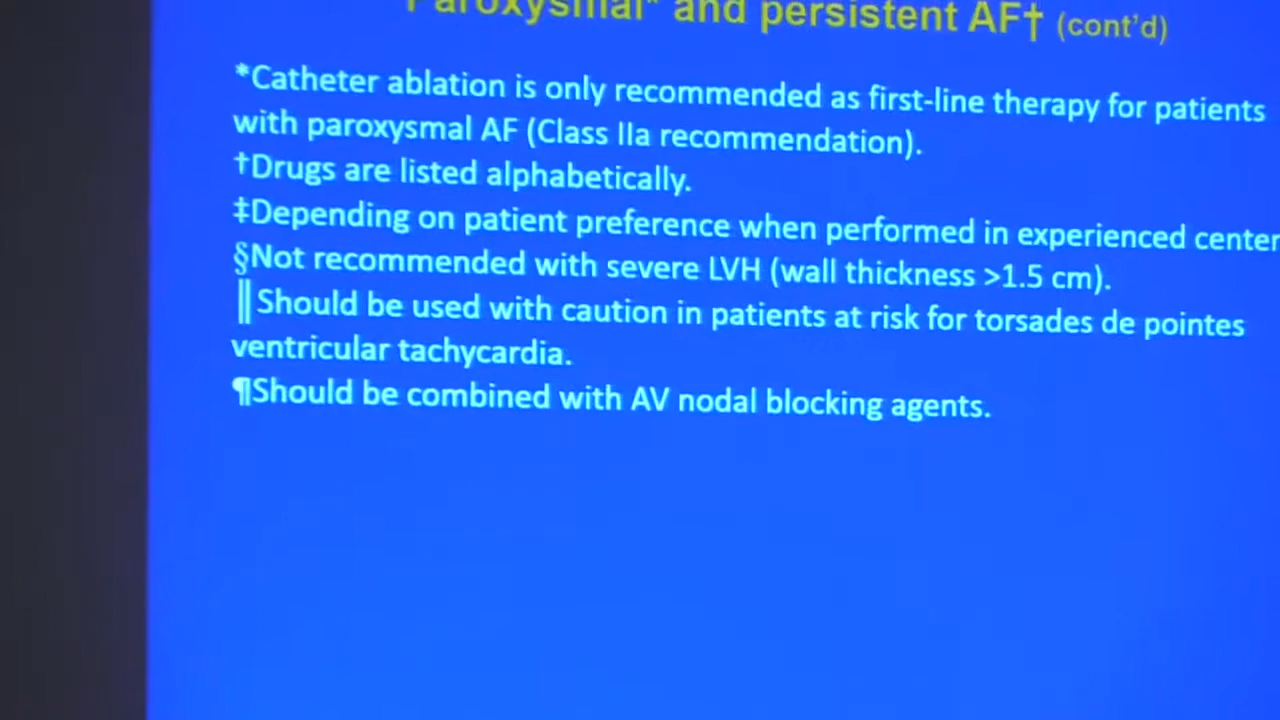 Paroxysmal* and persistent AF† (cont'd)
*Catheter ablation is only recommended as first-line therapy for patients
with paroxysmal AF (Class IIa recommendation).
†Drugs are listed alphabetically.
‡Depending on patient preference when performed in experienced center
§Not recommended with severe LVH (wall thickness >1.5 cm).
‖Should be used with caution in patients at risk for torsades de pointes
ventricular tachycardia.
¶Should be combined with AV nodal blocking agents.